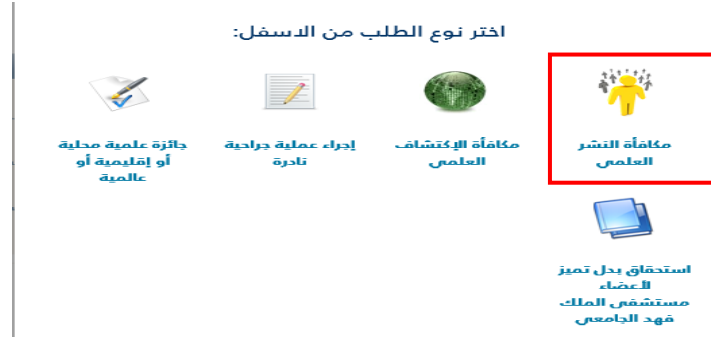 اختر نوع الطلب من الاسفل:
مكافأة النشر
العلمي
مكافأة الإكتشاف
العلمي
إجراء عملية جراحية
نادرة
جائزة علمية محلية
أو إقليمية أو
عالمية
استحقاق بدل تميز
لأعضاء
مستشفى الملك
فهد الجامعي